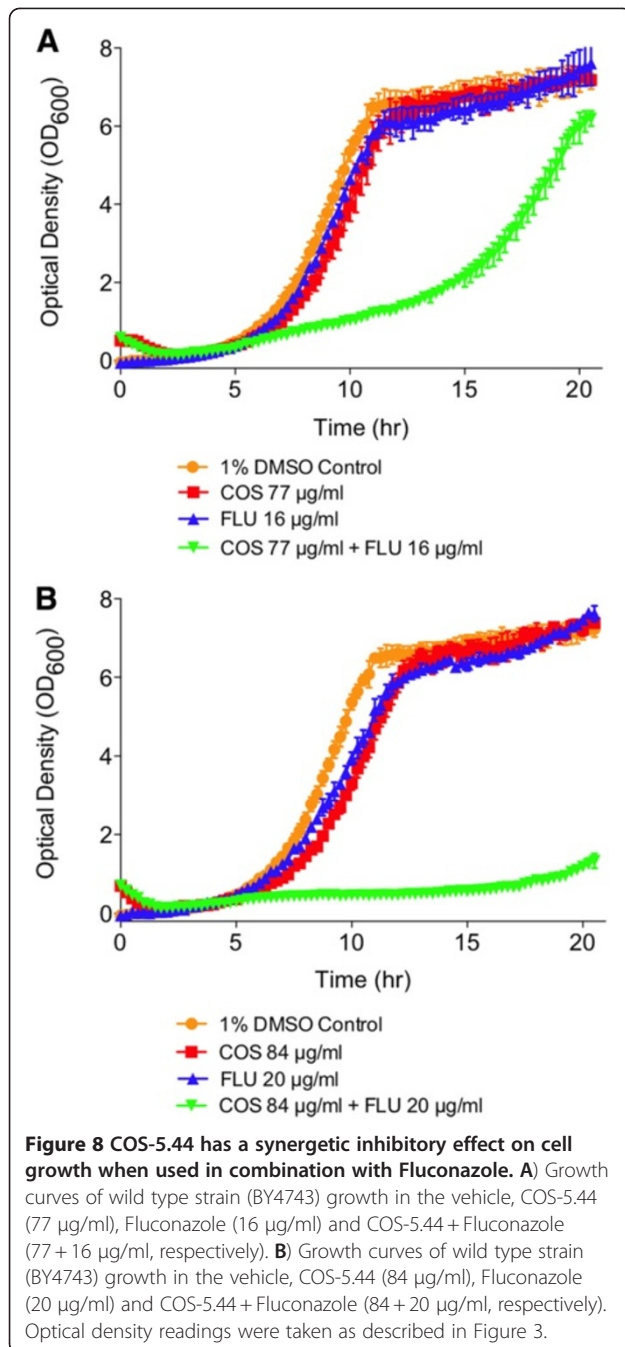 A
8
6
4
2
0
Optical Density (OD600)
0 5 10 15 20
Time (hr)
1% DMSO Control
COS 77 µg/ml
FLU 16 µg/ml
COS 77 µg/ml + FLU 16 µg/ml
B
8
6
4
2
0
Optical Density (OD600)
0 5 10 15 20
Time (hr)
1% DMSO Control
COS 84 µg/ml
FLU 20 µg/ml
COS 84 µg/ml + FLU 20 µg/ml
Figure 8 COS-5.44 has a synergetic inhibitory effect on cell
growth when used in combination with Fluconazole. A) Growth
curves of wild type strain (BY4743) growth in the vehicle, COS-5.44
(77 µg/ml), Fluconazole (16 µg/ml) and COS-5.44 + Fluconazole
(77 + 16 µg/ml, respectively). B) Growth curves of wild type strain
(BY4743) growth in the vehicle, COS-5.44 (84 µg/ml), Fluconazole
(20 µg/ml) and COS-5.44 + Fluconazole (84 + 20 µg/ml, respectively).
Optical density readings were taken as described in Figure 3.